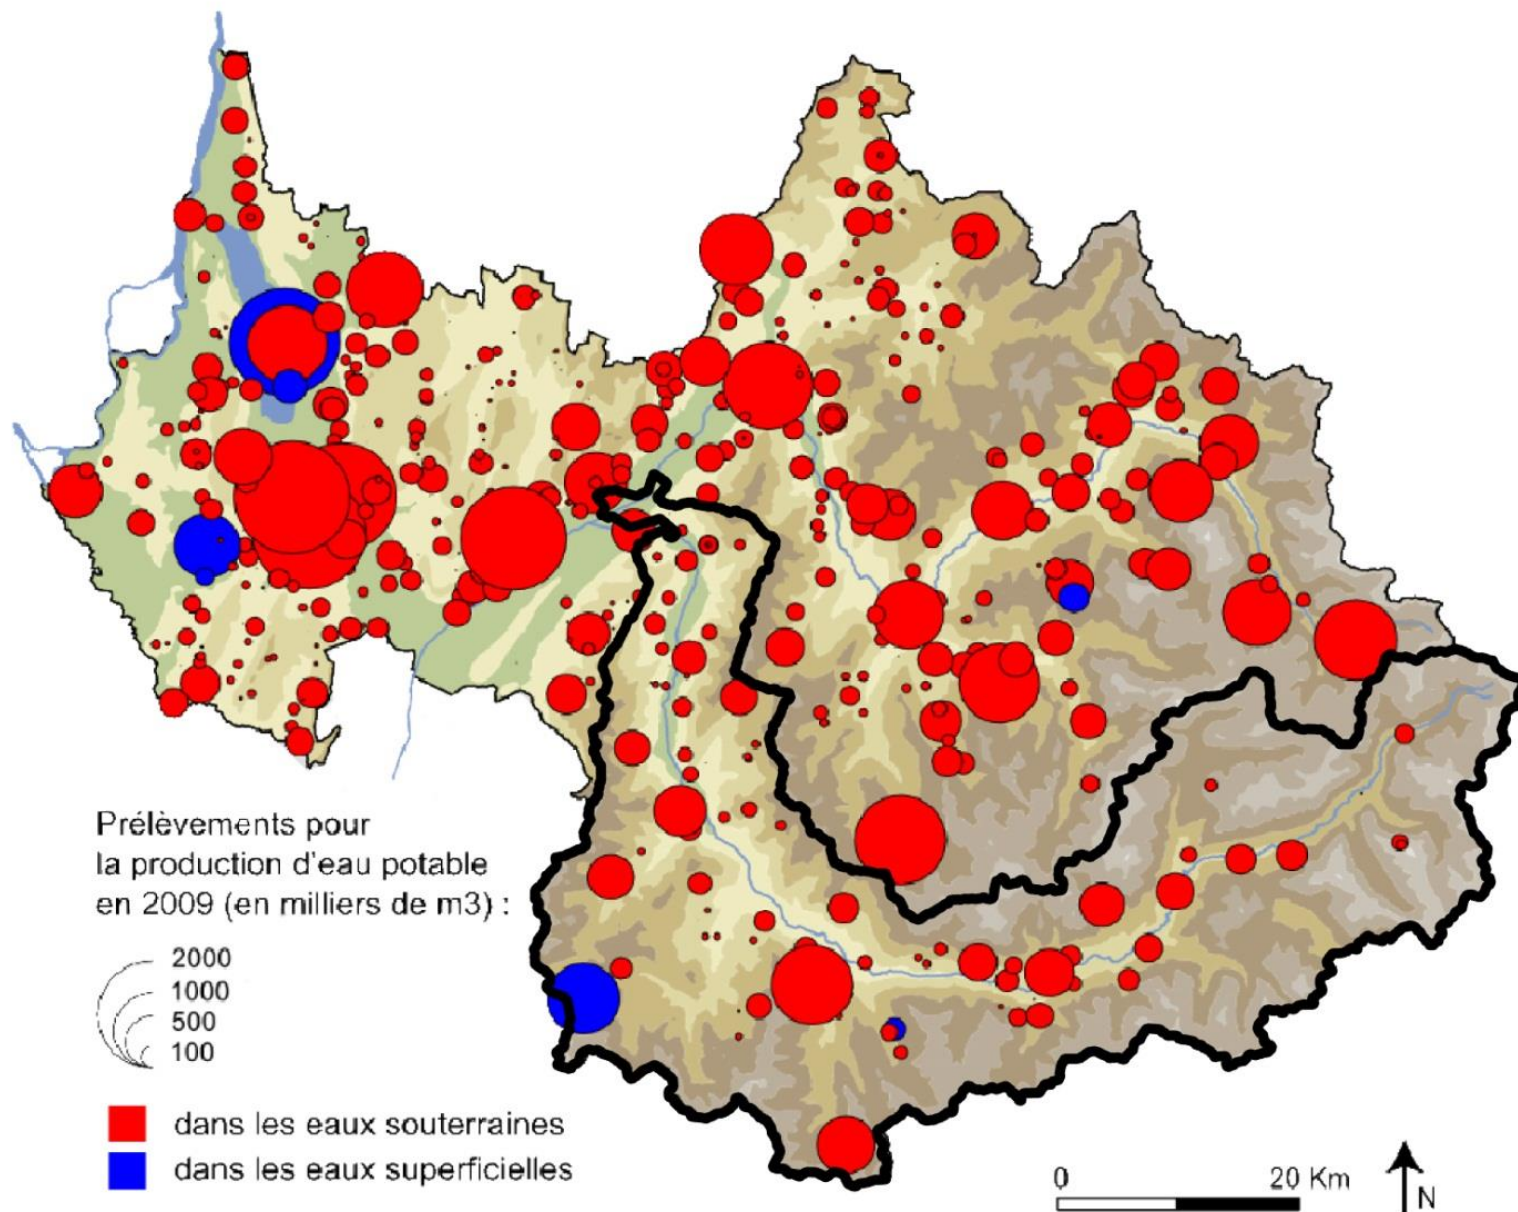 Prélèvements pour
la production d'eau potable
en 2009 (en milliers de m3) :
2000
1000
500
100
dans les eaux souterraines
dans les eaux superficielles
0 20 Km
N